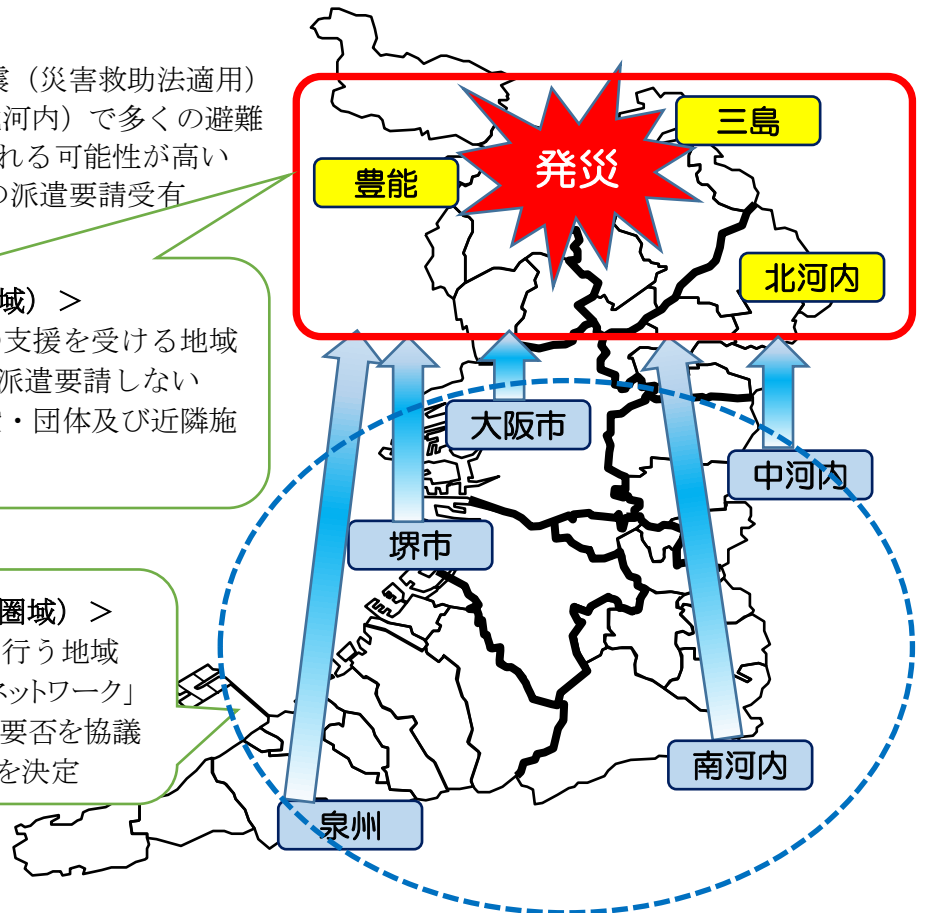 震（災害救助法適用）
北河内）で多くの避難
れる可能性が高い
の派遣要請受有
域）＞
の支援を受ける地域
派遣要請しない
・団体及び近隣施
圏域）＞
行う地域
ネットワーク」
要否を協議
を決定
発災
三島
豊能
北河内
大阪市
中河内
堺市
南河内
泉州